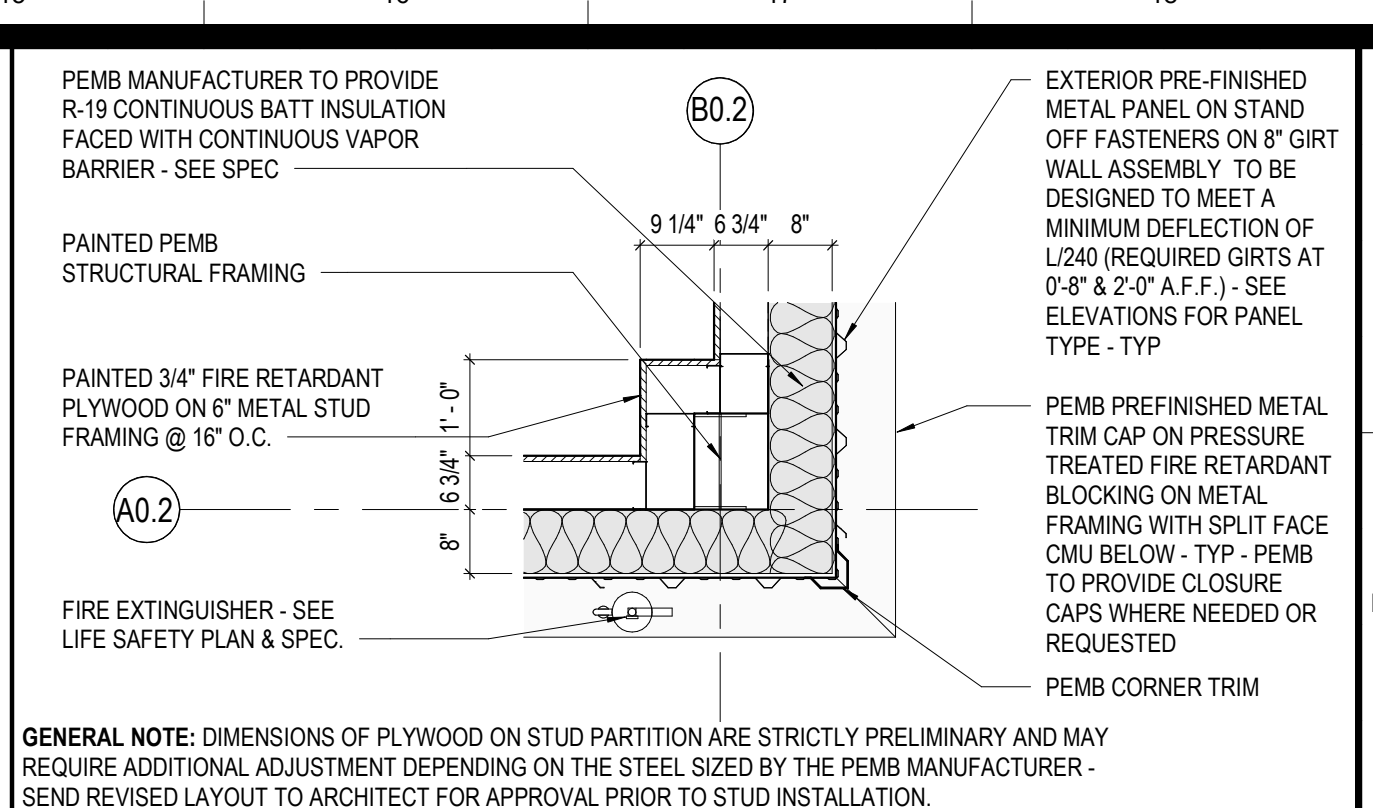 PEMB MANUFACTURER TO PROVIDE
R-19 CONTINUOUS BATT INSULATION
FACED WITH CONTINUOUS VAPOR
BARRIER - SEE SPEC
PAINTED PEMB
STRUCTURAL FRAMING
PAINTED 3/4" FIRE RETARDANT
PLYWOOD ON 6" METAL STUD
FRAMING @ 16" O.C.
A0.2
FIRE EXTINGUISHER - SEE
LIFE SAFETY PLAN & SPEC.
B0.2
9 1/4" 6 3/4" 8"
1' - 0"
6 3/4"
8"
EXTERIOR PRE-FINISHED
METAL PANEL ON STAND
OFF FASTENERS ON 8" GIRT
WALL ASSEMBLY TO BE
DESIGNED TO MEET A
MINIMUM DEFLECTION OF
L/240 (REQUIRED GIRTS AT
0'-8" & 2'-0" A.F.F.) - SEE
ELEVATIONS FOR PANEL
TYPE - TYP
PEMB PREFINISHED METAL
TRIM CAP ON PRESSURE
TREATED FIRE RETARDANT
BLOCKING ON METAL
FRAMING WITH SPLIT FACE
CMU BELOW - TYP - PEMB
TO PROVIDE CLOSURE
CAPS WHERE NEEDED OR
REQUESTED
PEMB CORNER TRIM
GENERAL NOTE: DIMENSIONS OF PLYWOOD ON STUD PARTITION ARE STRICTLY PRELIMINARY AND MAY
REQUIRE ADDITIONAL ADJUSTMENT DEPENDING ON THE STEEL SIZED BY THE PEMB MANUFACTURER -
SEND REVISED LAYOUT TO ARCHITECT FOR APPROVAL PRIOR TO STUD INSTALLATION.